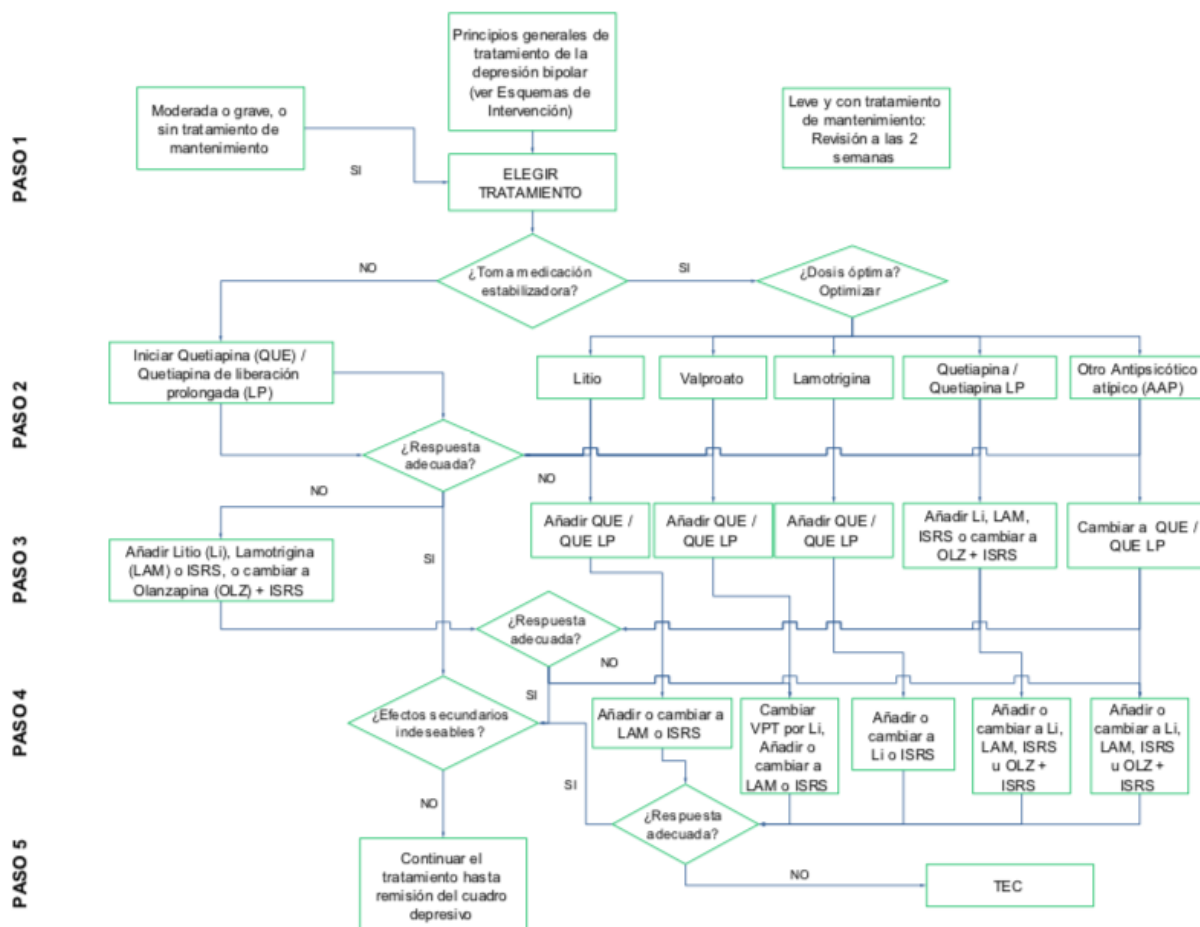 Principios generales de
tratamiento de la
depresión bipolar
(ver Esquemas de
Intervención)
Moderada o grave, o
sin tratamiento de
mantenimiento
Leve y con tratamiento
de mantenimiento:
Revisión a las 2
semanas
PASO 1
SI
ELEGIR
TRATAMIENTO
NO
¿Toma medicación
estabilizadora?
SI
¿Dosis óptima?
Optimizar
PASO 2
Iniciar Quetiapina (QUE) /
Quetiapina de liberación
prolongada (LP)
Litio
Valproato
Lamotrigina
Quetiapina /
Quetiapina LP
Otro Antipsicótico
atípico (AAP)
¿Respuesta
adecuada?
NO
NO
PASO 3
Añadir Litio (Li), Lamotrigina
(LAM) o ISRS, o cambiar a
Olanzapina (OLZ) + ISRS
SI
Añadir QUE /
QUE LP
Añadir QUE /
QUE LP
Añadir QUE /
QUE LP
Añadir Li, LAM,
ISRS o cambiar a
OLZ + ISRS
Cambiar a QUE /
QUE LP
¿Respuesta
adecuada?
NO
SI
PASO 4
¿Efectos secundarios
indeseables?
Añadir o cambiar a
LAM o ISRS
Cambiar
VPT por Li,
Añadir o
cambiar a
LAM o ISRS
Añadir o
cambiar a
Li o ISRS
Añadir o
cambiar a Li,
LAM, ISRS
u OLZ +
ISRS
Añadir o
cambiar a Li,
LAM, ISRS
u OLZ +
ISRS
SI
NO
¿Respuesta
adecuada?
PASO 5
Continuar el
tratamiento hasta
remisión del cuadro
depresivo
NO
TEC